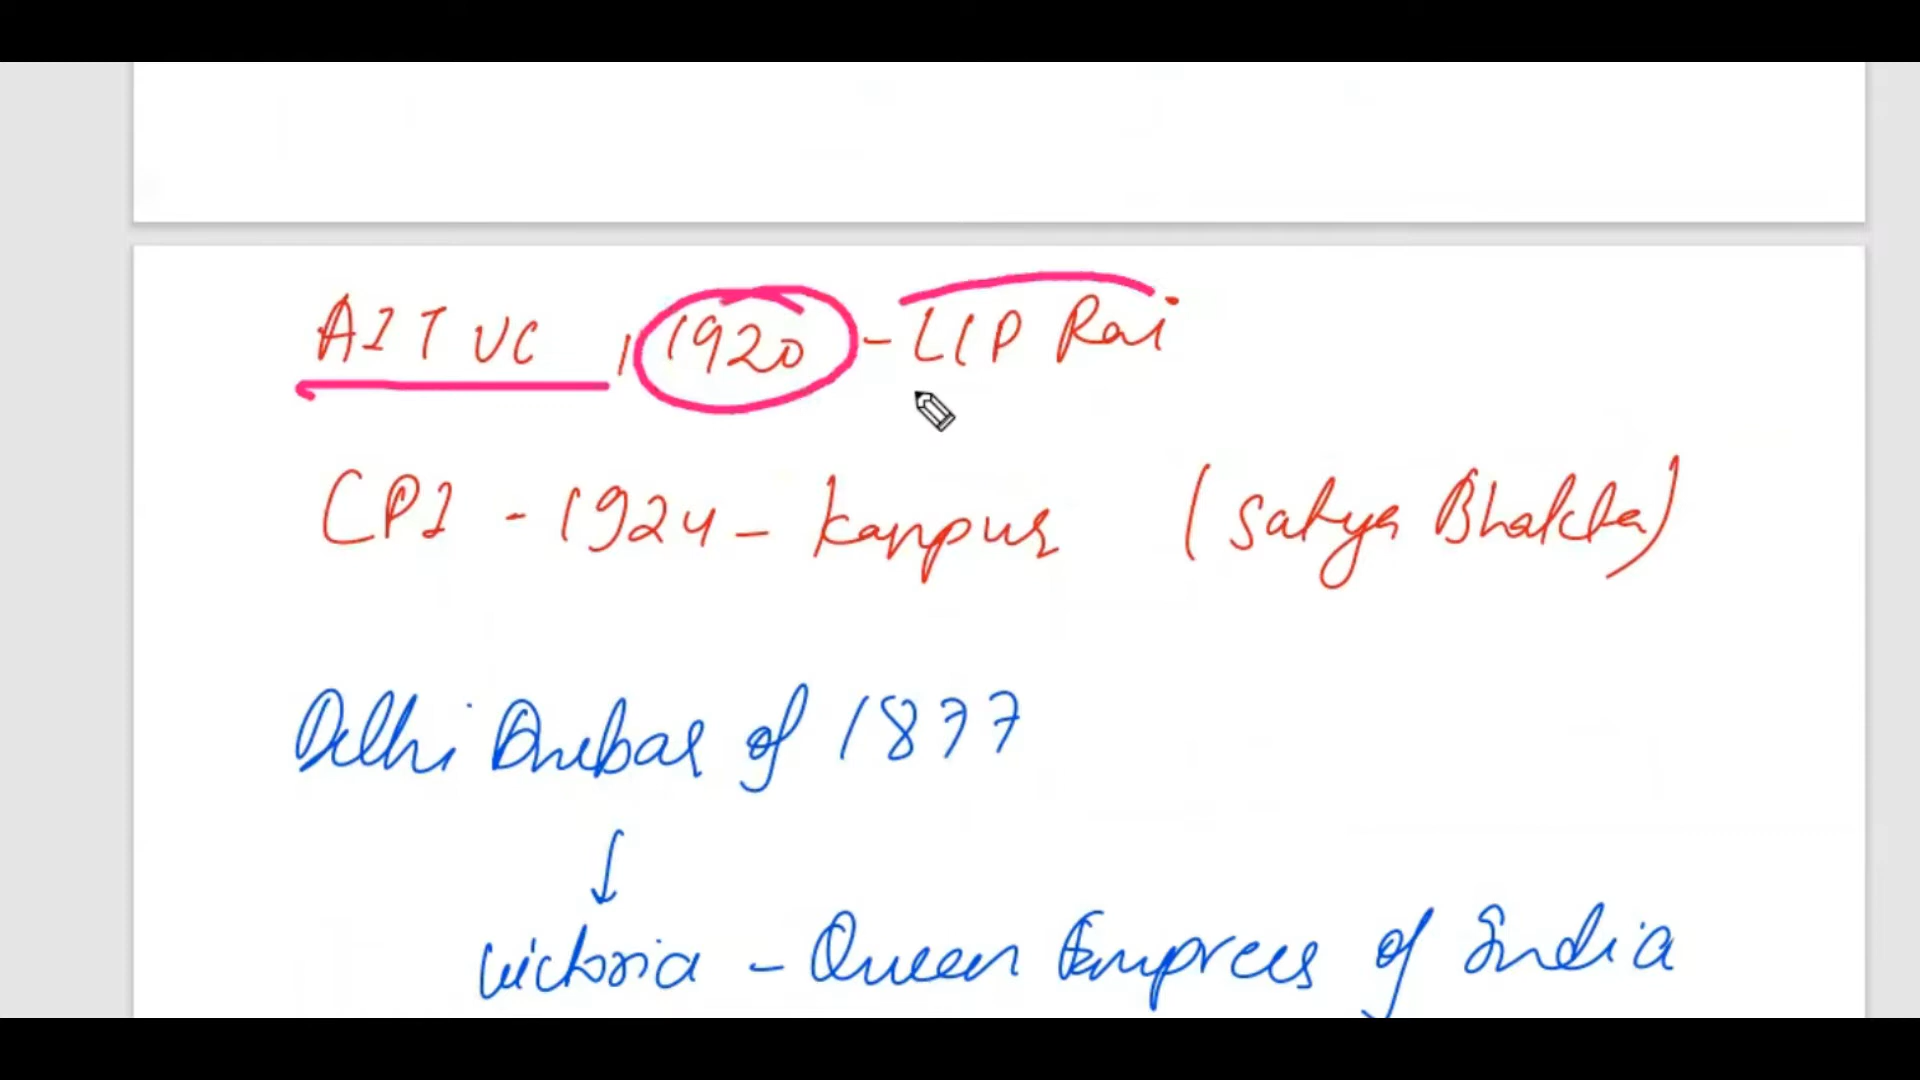 AITUC, 1920 - LLP Rai
CPI - 1924 - Kanpur (Satya Bhakta)
Delhi Durbar of 1877
↓
Victoria - Queen Empress of India